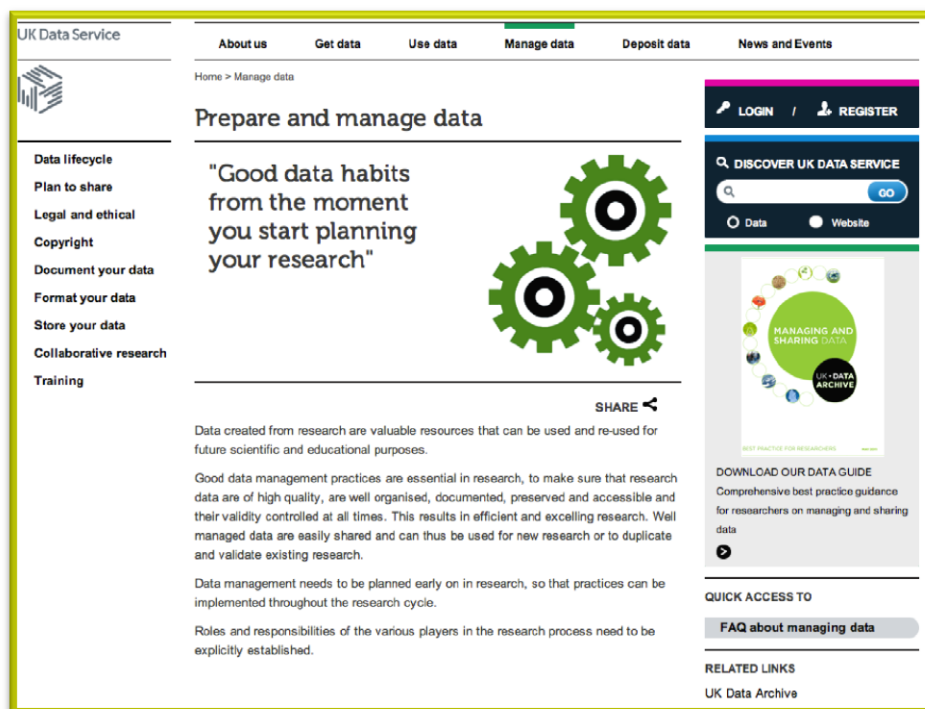 UK Data Service
About us Get data Use data Manage data Deposit data News and Events
Home > Manage data
Prepare and manage data
Data lifecycle
Plan to share
Legal and ethical
Copyright
Document your data
Format your data
Store your data
Collaborative research
Training
"Good data habits
from the moment
you start planning
your research"
SHARE
Data created from research are valuable resources that can be used and re-used for
future scientific and educational purposes.
Good data management practices are essential in research, to make sure that research
data are of high quality, are well organised, documented, preserved and accessible and
their validity controlled at all times. This results in efficient and excelling research. Well
managed data are easily shared and can thus be used for new research or to duplicate
and validate existing research.
Data management needs to be planned early on in research, so that practices can be
implemented throughout the research cycle.
Roles and responsibilities of the various players in the research process need to be
explicitly established.
LOGIN / REGISTER
DISCOVER UK DATA SERVICE
GO
Data Website
MANAGING AND
SHARING DATA
UK DATA
ARCHIVE
BEST PRACTICE FOR RESEARCHERS
DOWNLOAD OUR DATA GUIDE
Comprehensive best practice guidance
for researchers on managing and sharing
data
QUICK ACCESS TO
FAQ about managing data
RELATED LINKS
UK Data Archive